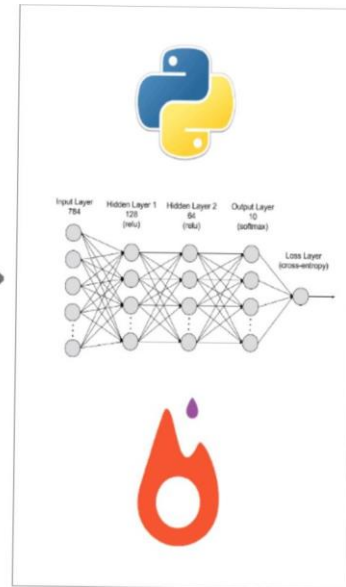 Input Layer
784
Hidden Layer 1
128
(relu)
Hidden Layer 2
64
(relu)
Output Layer
10
(softmax)
Loss Layer
(cross-entropy)